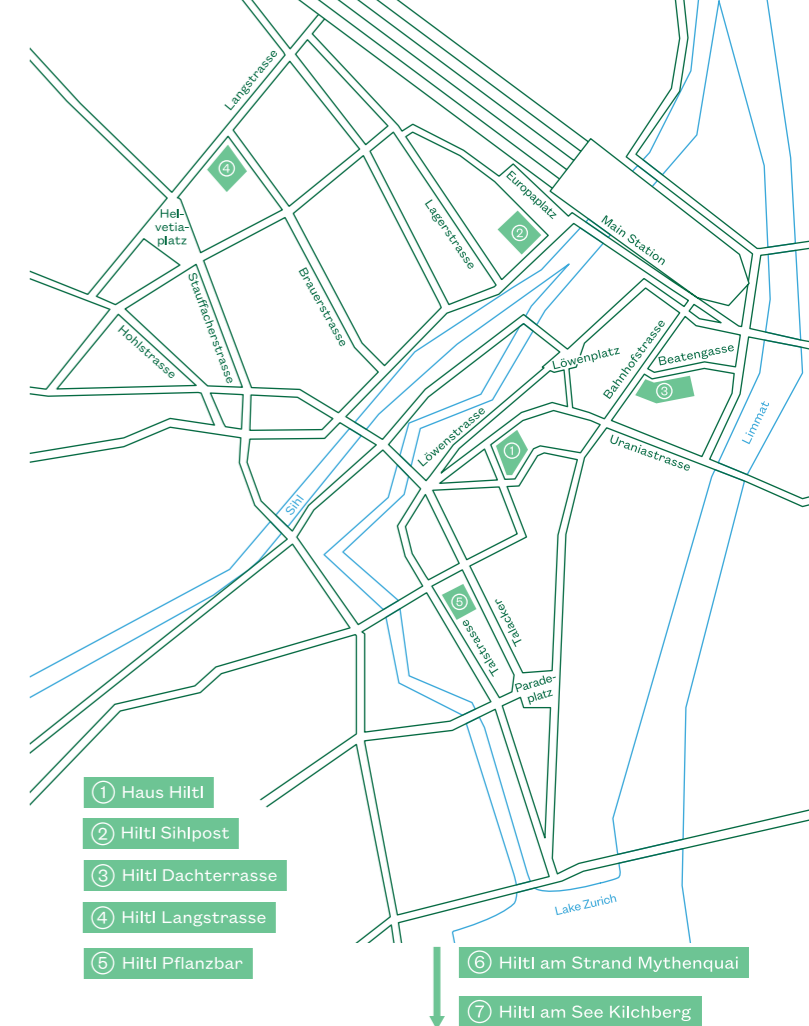 Langstrasse
④
Hel-
vetia-
platz
Europaplatz
②
Lagerstrasse
Main Station
Stauffacherstrasse
Brauerstrasse
Hohlstrasse
Löwenplatz
Bahnhofstrasse
Beatengasse
③
Limmat
Löwenstrasse
①
Uraniastrasse
Sihl
⑤
Talstrasse
Talacker
Parade-
platz
Lake Zurich
① Haus Hiltl
② Hiltl Sihlpost
③ Hiltl Dachterrasse
④ Hiltl Langstrasse
⑤ Hiltl Pflanzbar
⑥ Hiltl am Strand Mythenquai
⑦ Hiltl am See Kilchberg